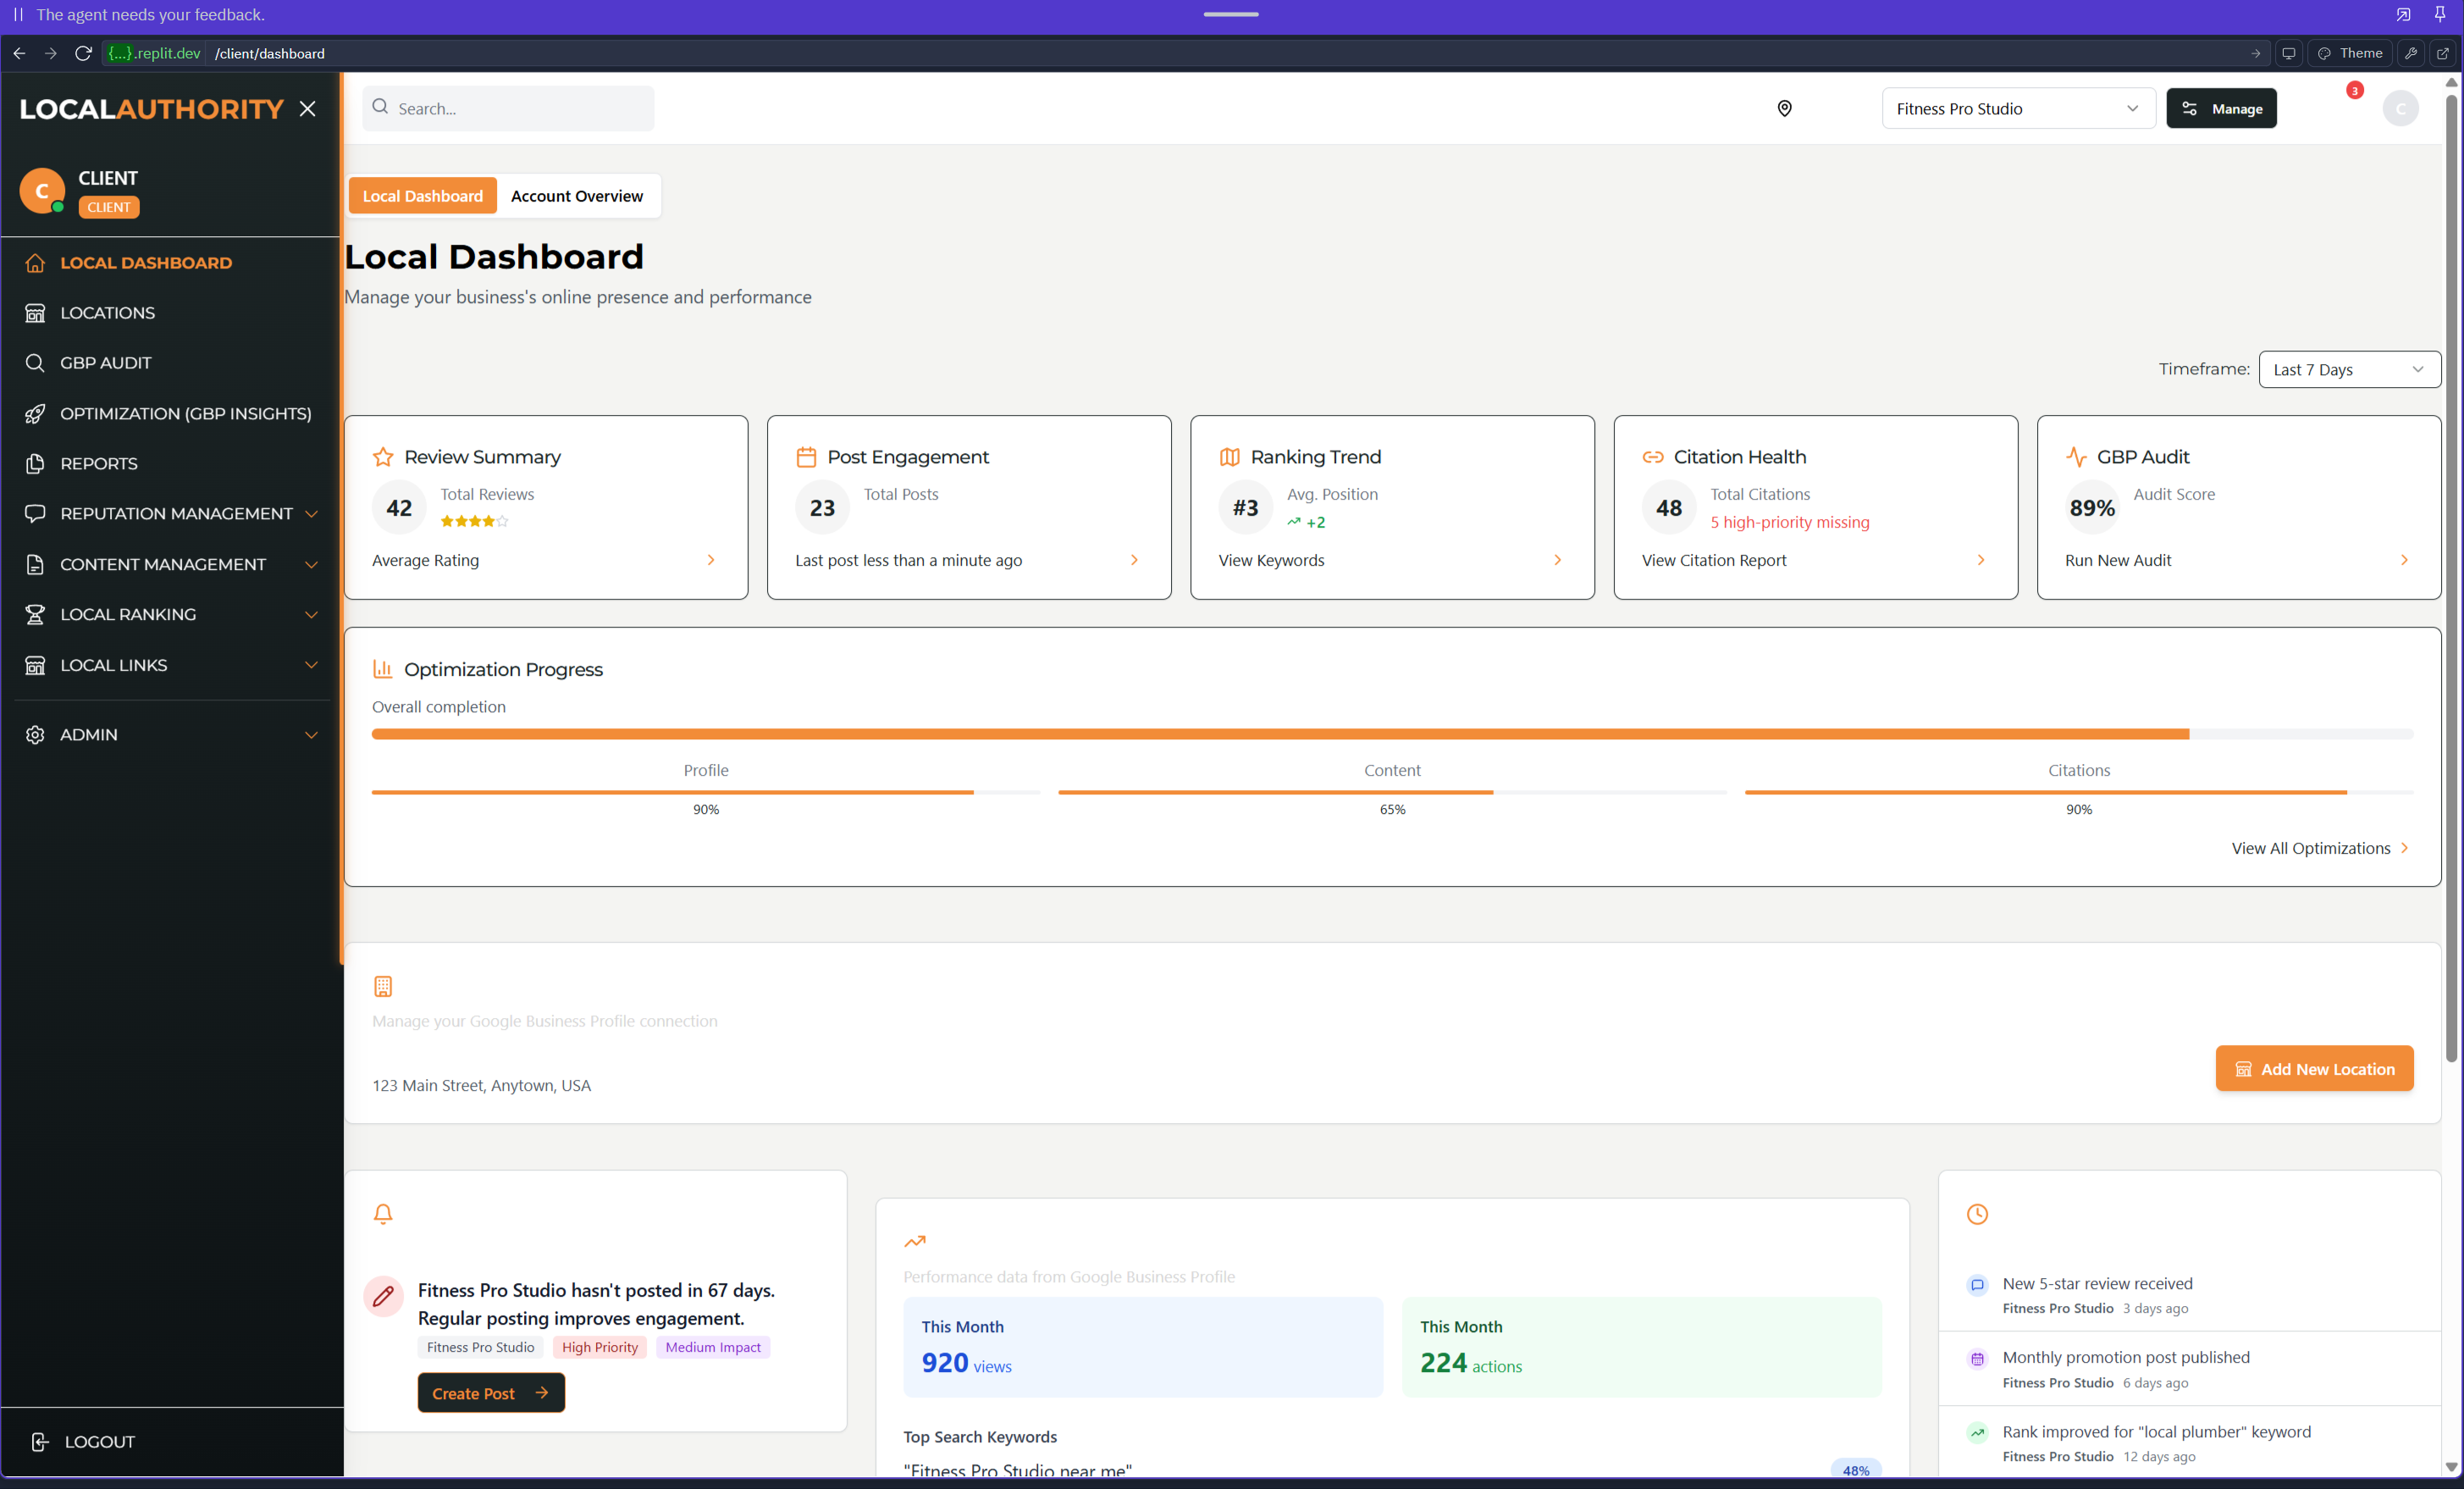 The agent needs your feedback.
{...}.replit.dev /client/dashboard
Theme
LOCALAUTHORITY
Search...
Fitness Pro Studio
Manage
3
C
C
CLIENT
CLIENT
LOCAL DASHBOARD
LOCATIONS
GBP AUDIT
OPTIMIZATION (GBP INSIGHTS)
REPORTS
REPUTATION MANAGEMENT
CONTENT MANAGEMENT
LOCAL RANKING
LOCAL LINKS
ADMIN
LOGOUT
Local Dashboard
Account Overview
Local Dashboard
Manage your business's online presence and performance
Timeframe:
Last 7 Days
Review Summary
42
Total Reviews
Average Rating
Post Engagement
23
Total Posts
Last post less than a minute ago
Ranking Trend
#3
Avg. Position
+2
View Keywords
Citation Health
48
Total Citations
5 high-priority missing
View Citation Report
GBP Audit
89%
Audit Score
Run New Audit
Optimization Progress
Overall completion
Profile
90%
Content
65%
Citations
90%
View All Optimizations
Manage your Google Business Profile connection
123 Main Street, Anytown, USA
Add New Location
Fitness Pro Studio hasn't posted in 67 days.
Regular posting improves engagement.
Fitness Pro Studio
High Priority
Medium Impact
Create Post
Performance data from Google Business Profile
This Month
920 views
This Month
224 actions
Top Search Keywords
"Fitness Pro Studio near me"
48%
New 5-star review received
Fitness Pro Studio 3 days ago
Monthly promotion post published
Fitness Pro Studio 6 days ago
Rank improved for "local plumber" keyword
Fitness Pro Studio 12 days ago